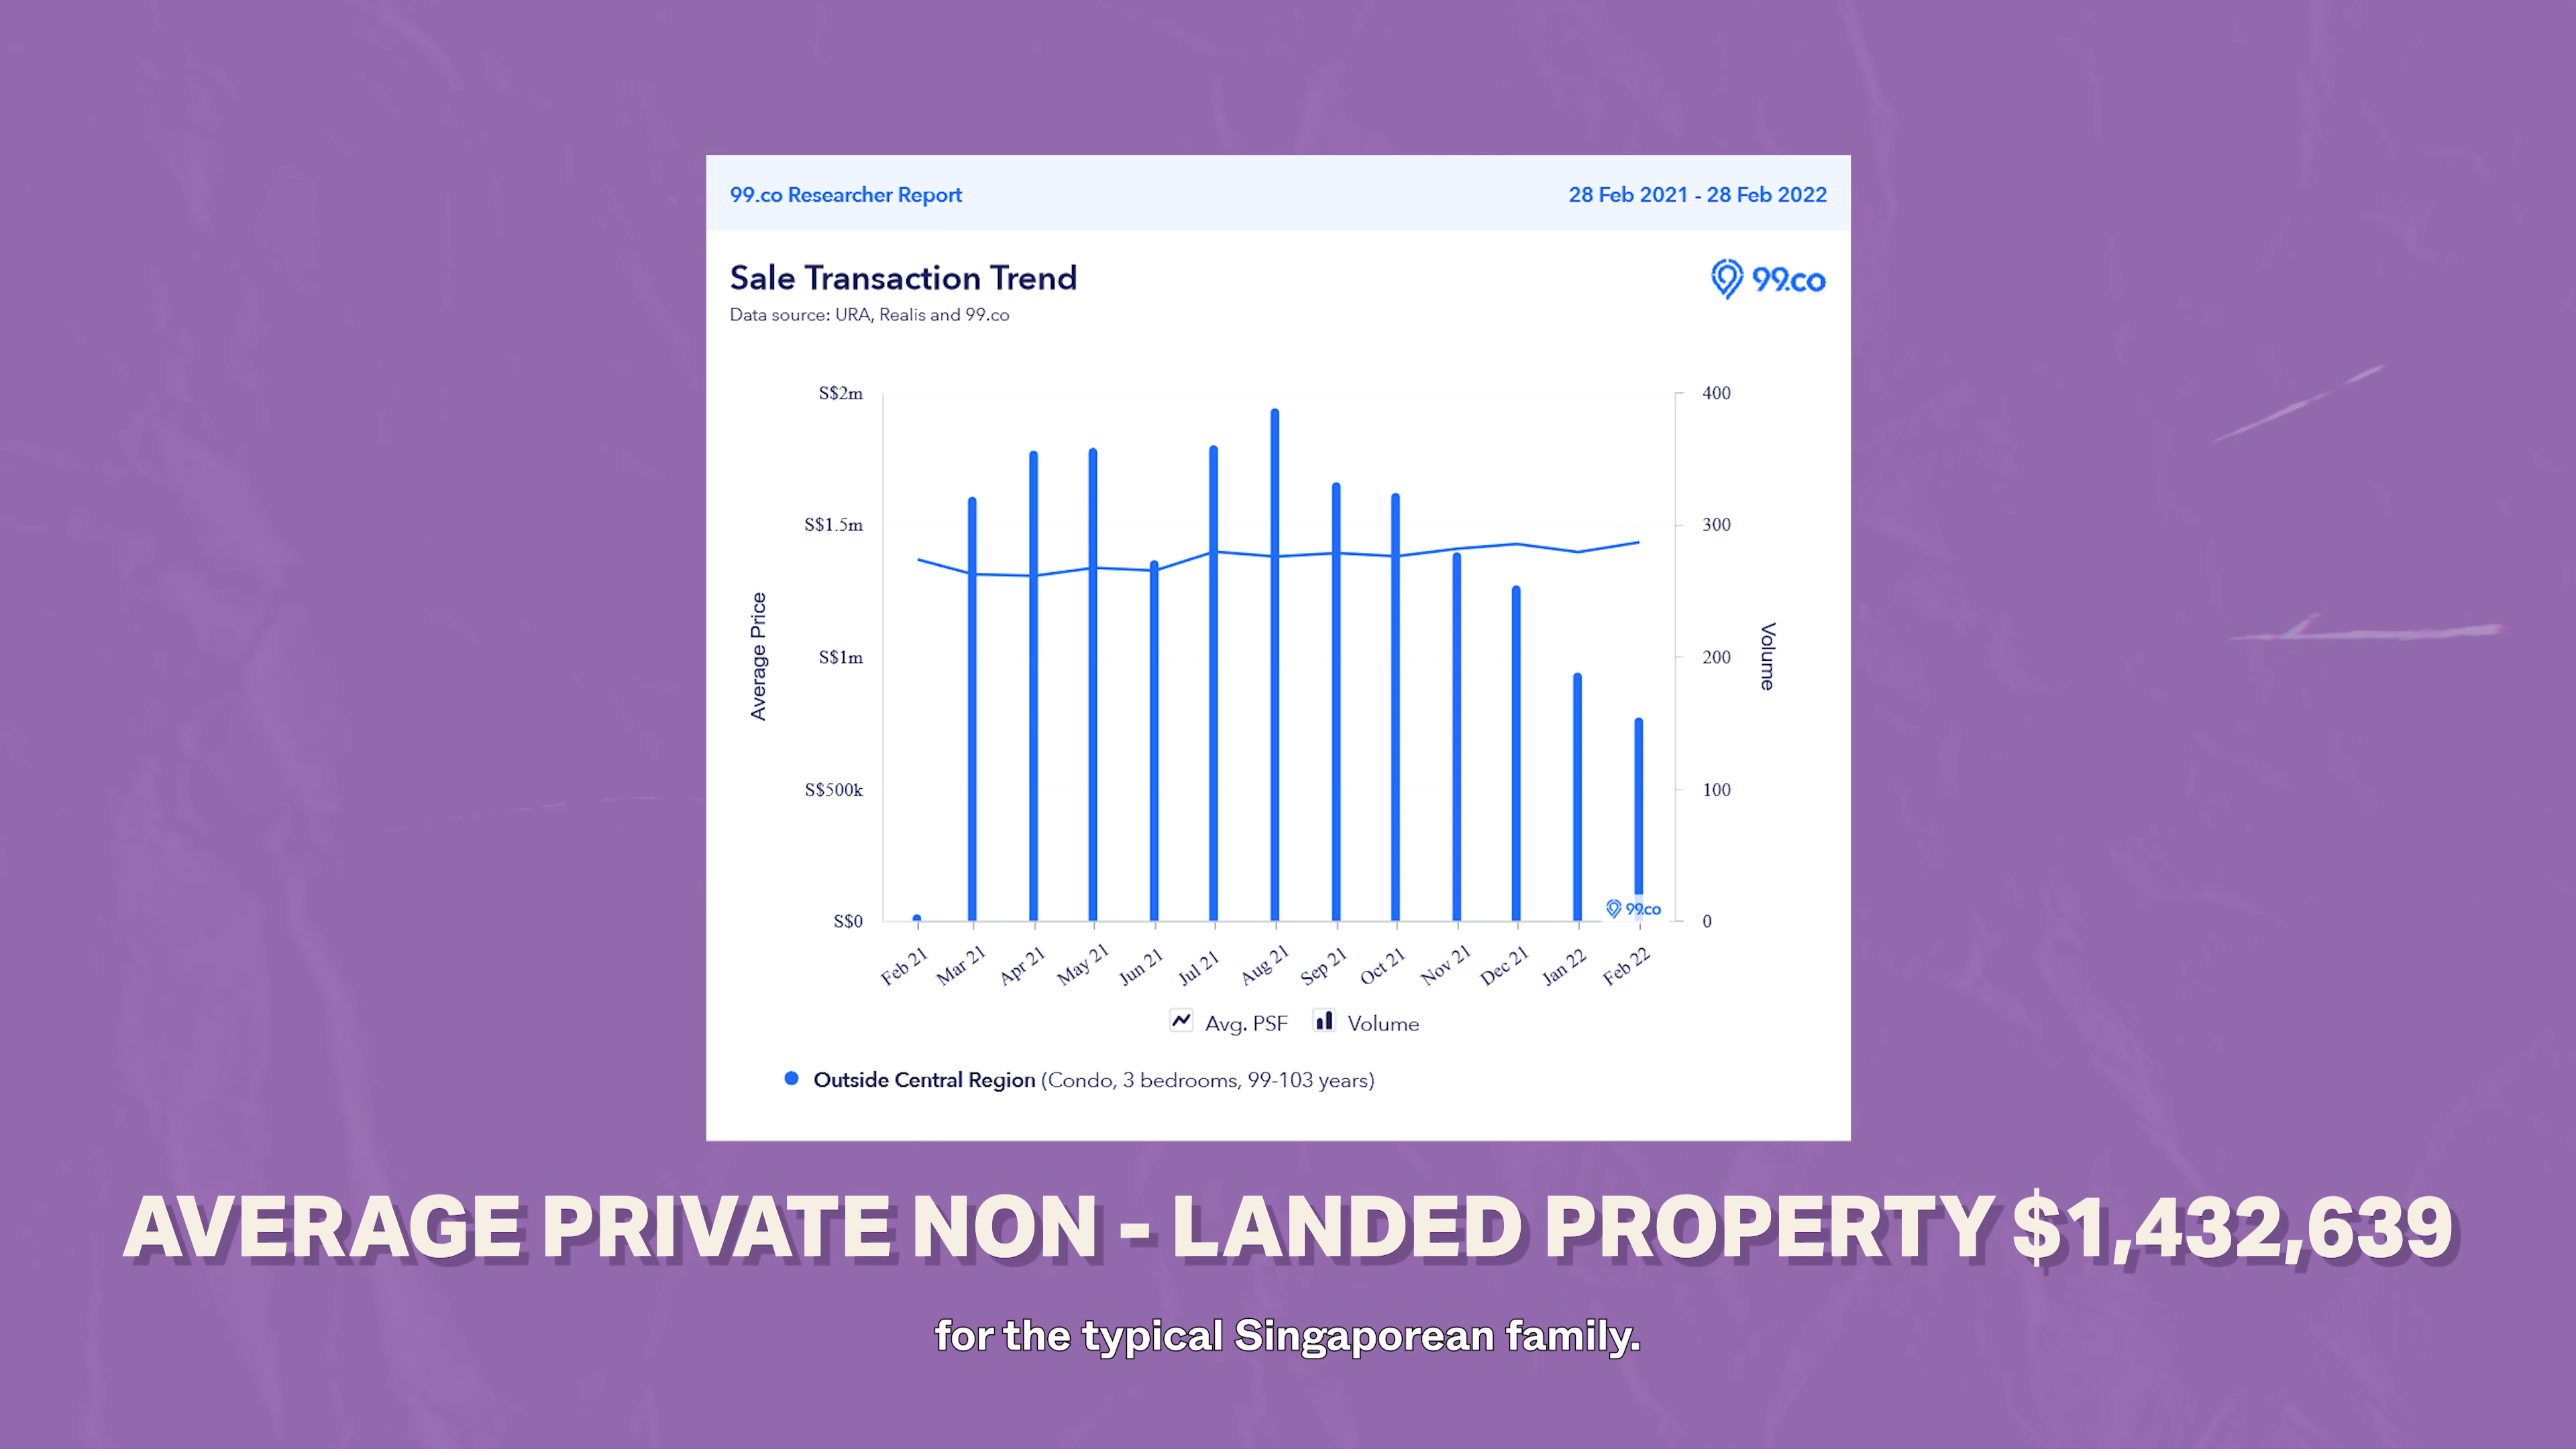 99.co Researcher Report
28 Feb 2021 - 28 Feb 2022
Sale Transaction Trend
99.co
Data source: URA, Realis and 99.co
S$2m
400
S$1.5m
300
Average Price
S$1m
200
Volume
S$500k
100
S$0
99.co
0
Feb 21
Mar 21
Apr 21
May 21
Jun 21
Jul 21
Aug 21
Sep 21
Oct 21
Nov 21
Dec 21
Jan 22
Feb 22
Avg. PSF
Volume
Outside Central Region (Condo, 3 bedrooms, 99-103 years)
AVERAGE PRIVATE NON - LANDED PROPERTY $1,432,639
for the typical Singaporean family.